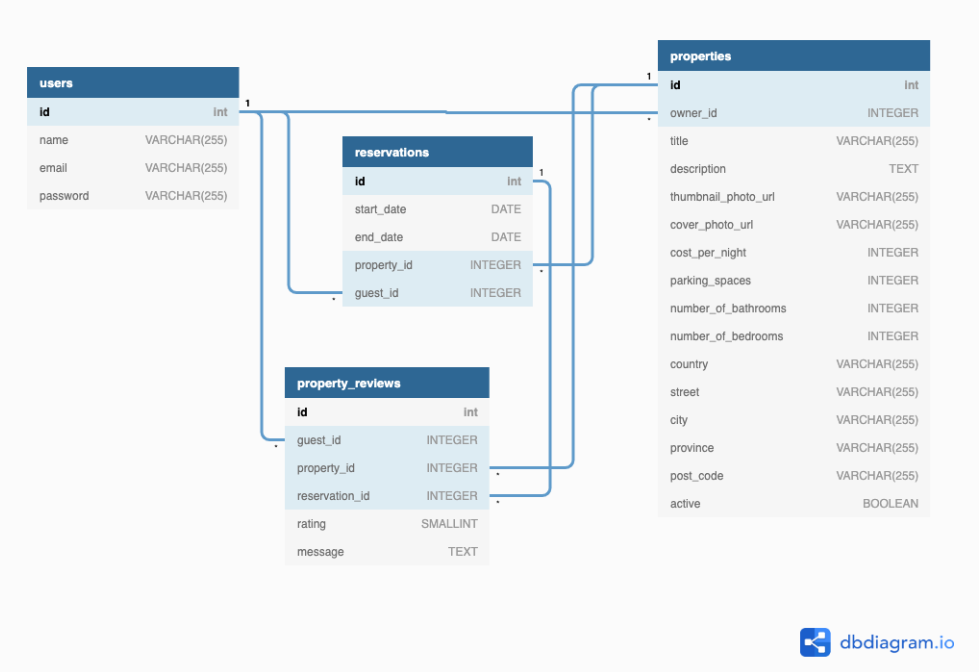 users
id int
name VARCHAR(255)
email VARCHAR(255)
password VARCHAR(255)
1
reservations
id int
start_date DATE
end_date DATE
property_id INTEGER
guest_id INTEGER
1
property_reviews
id int
guest_id INTEGER
property_id INTEGER
reservation_id INTEGER
rating SMALLINT
message TEXT
1
properties
id int
owner_id INTEGER
title VARCHAR(255)
description TEXT
thumbnail_photo_url VARCHAR(255)
cover_photo_url VARCHAR(255)
cost_per_night INTEGER
parking_spaces INTEGER
number_of_bathrooms INTEGER
number_of_bedrooms INTEGER
country VARCHAR(255)
street VARCHAR(255)
city VARCHAR(255)
province VARCHAR(255)
post_code VARCHAR(255)
active BOOLEAN
dbdiagram.io